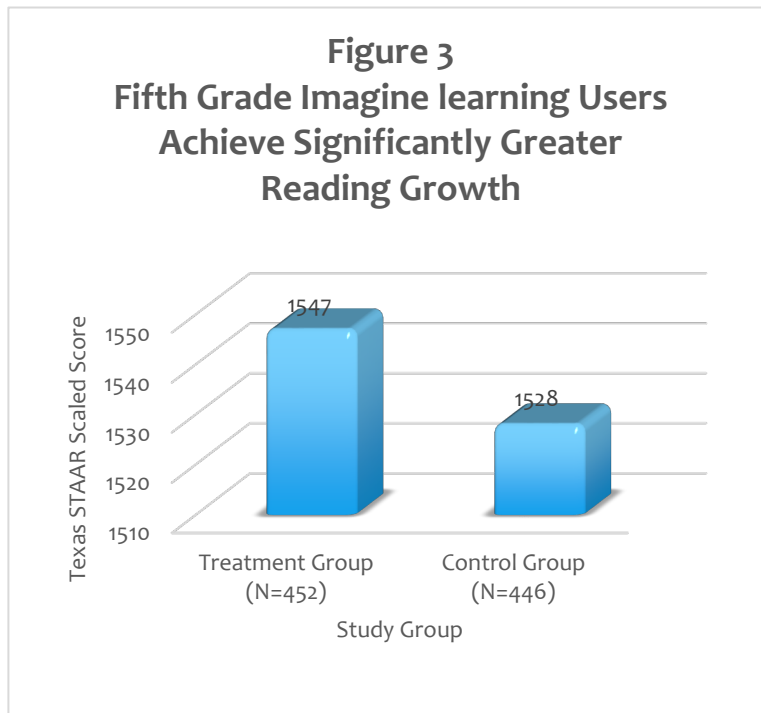 Figure 3
Fifth Grade Imagine learning Users
Achieve Significantly Greater
Reading Growth
Texas STAAR Scaled Score
1550
1540
1530
1520
1510
1547
1528
Treatment Group
(N=452)
Control Group
(N=446)
Study Group